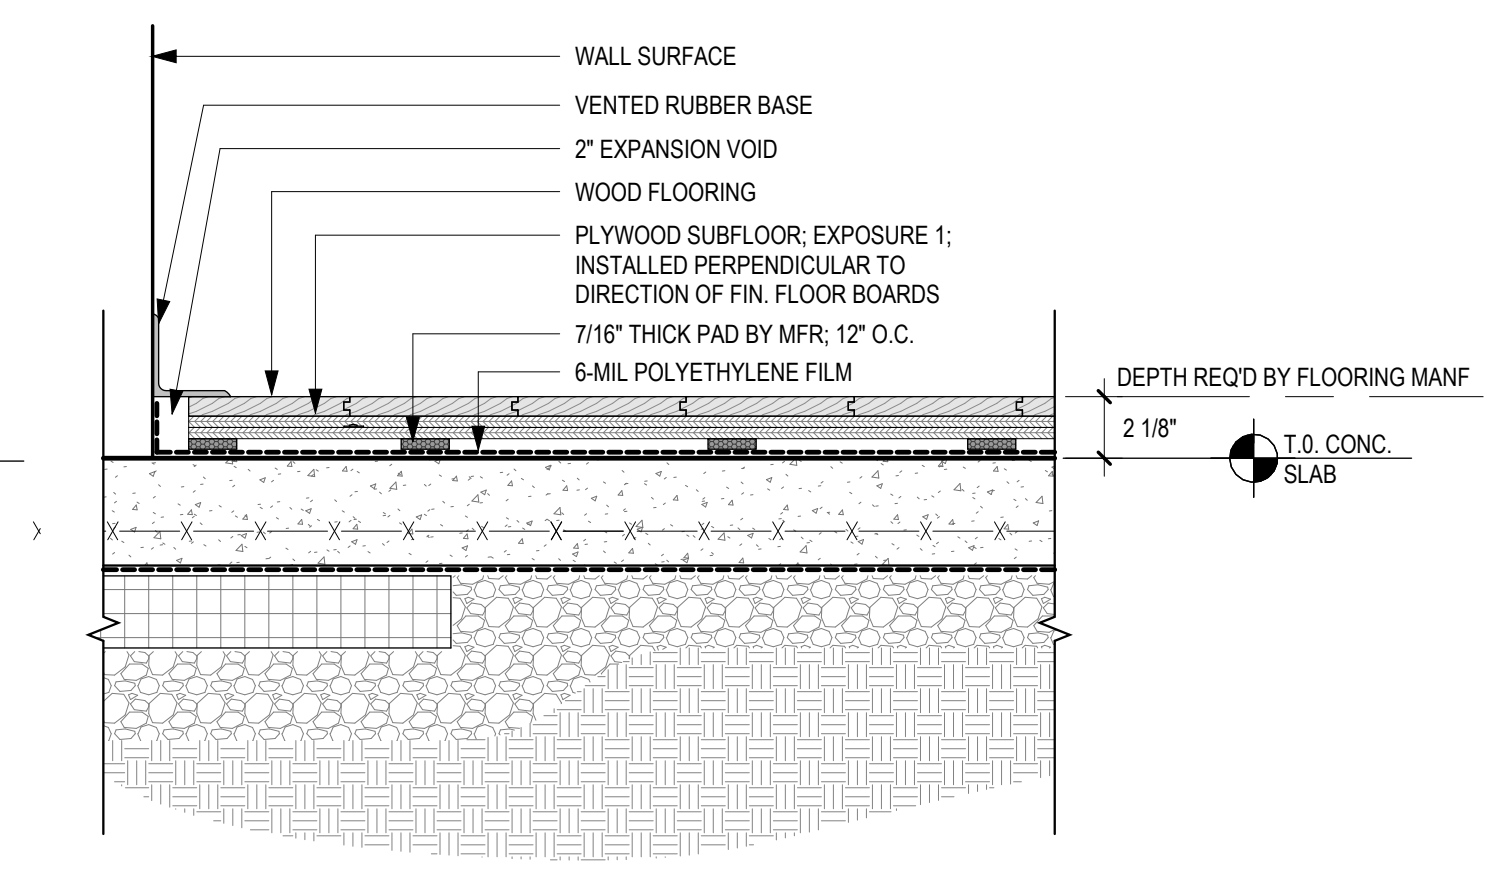 WALL SURFACE
VENTED RUBBER BASE
2" EXPANSION VOID
WOOD FLOORING
PLYWOOD SUBFLOOR; EXPOSURE 1;
INSTALLED PERPENDICULAR TO
DIRECTION OF FIN. FLOOR BOARDS
7/16" THICK PAD BY MFR; 12" O.C.
6-MIL POLYETHYLENE FILM
DEPTH REQ'D BY FLOORING MANF
2 1/8"
T.0. CONC.
SLAB